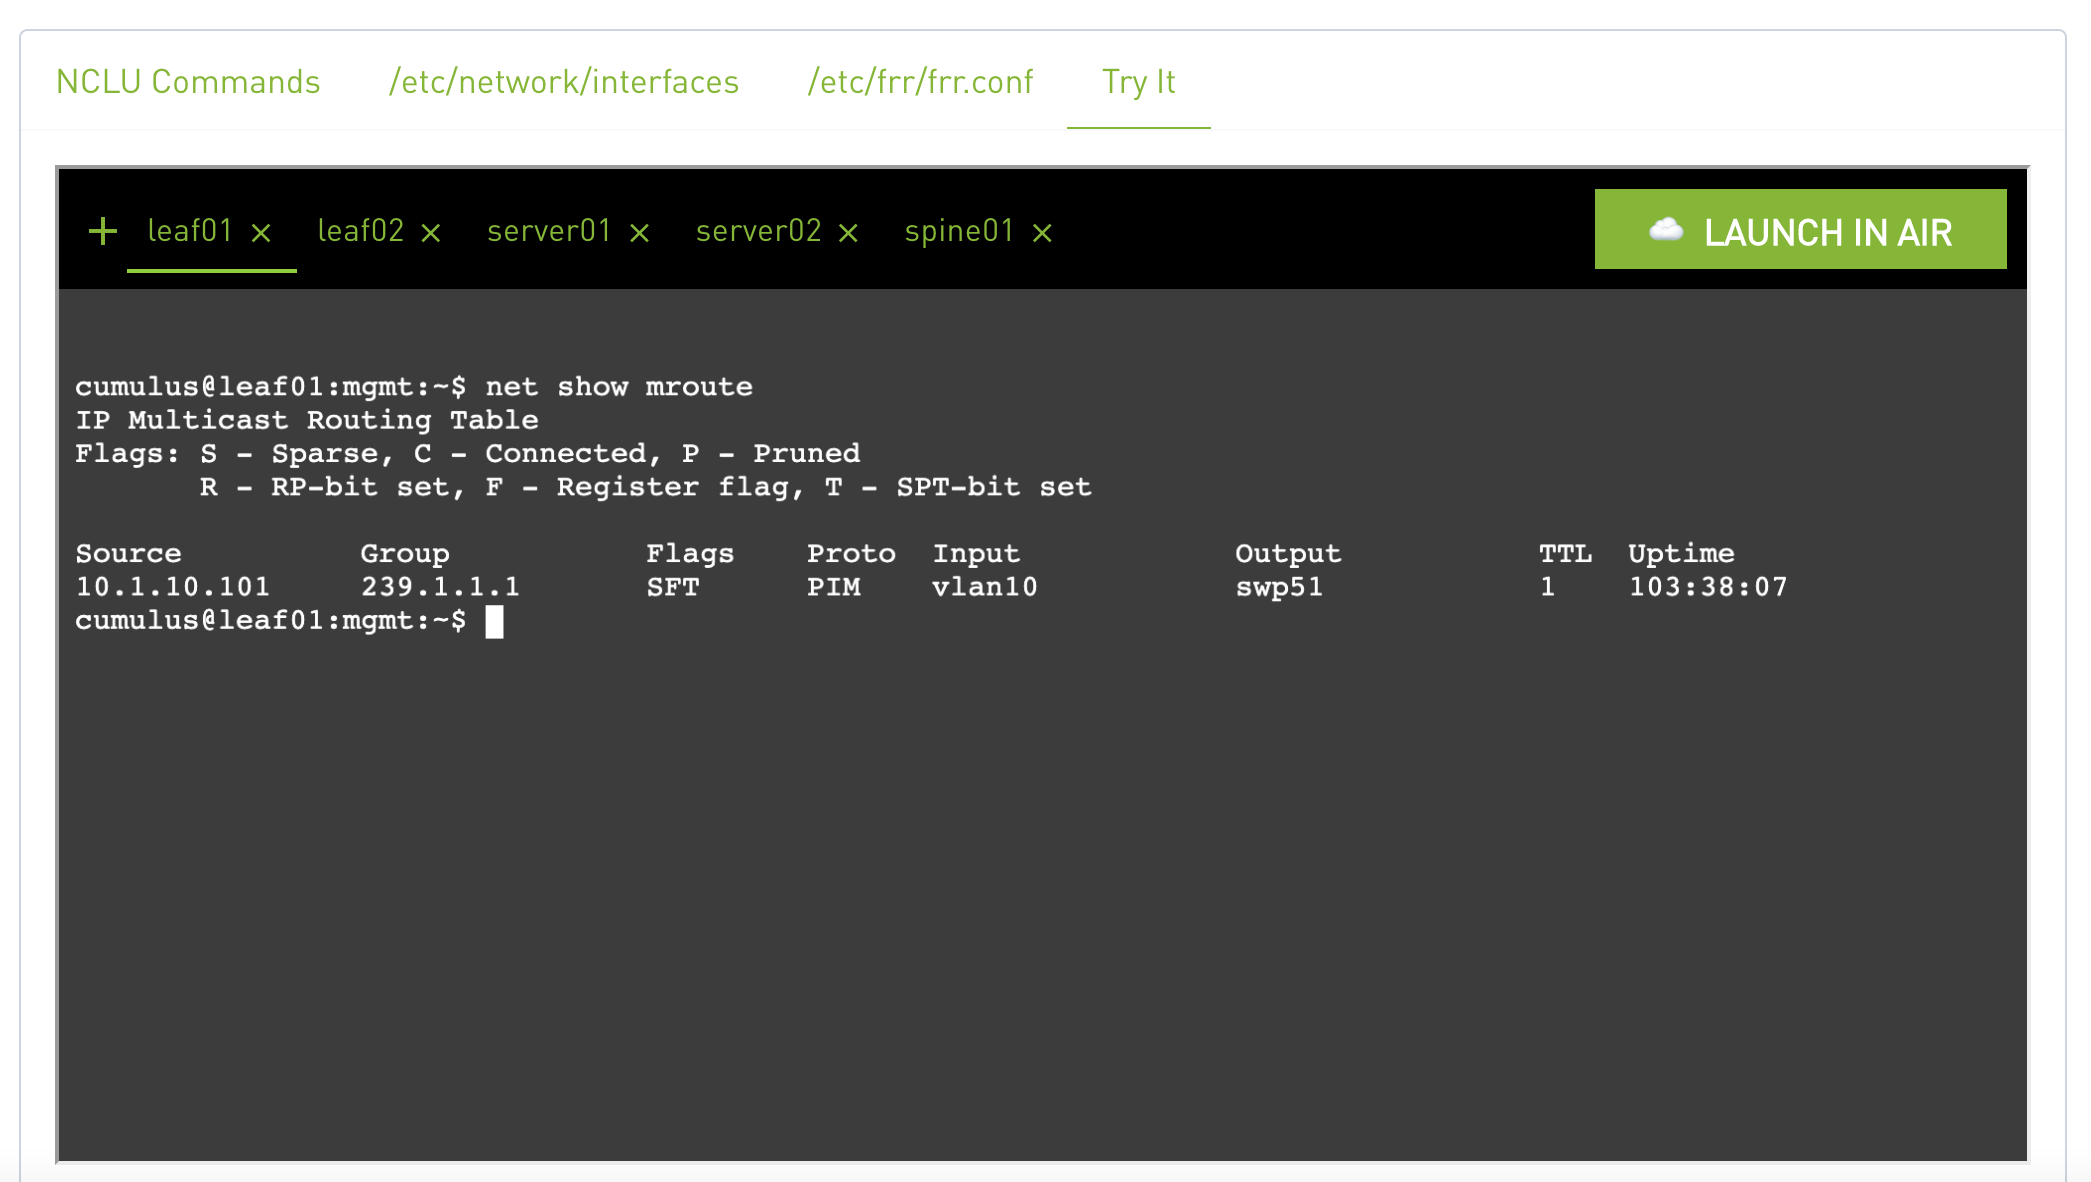 NCLU Commands /etc/network/interfaces /etc/frr/frr.conf Try It
+ leaf01 × leaf02 × server01 × server02 × spine01 × LAUNCH IN AIR
cumulus@leaf01:mgmt:~$ net show mroute
IP Multicast Routing Table
Flags: S - Sparse, C - Connected, P - Pruned
       R - RP-bit set, F - Register flag, T - SPT-bit set
Source          Group           Flags    Proto  Input            Output           TTL  Uptime
10.1.10.101     239.1.1.1       SFT      PIM    vlan10           swp51            1    103:38:07
cumulus@leaf01:mgmt:~$